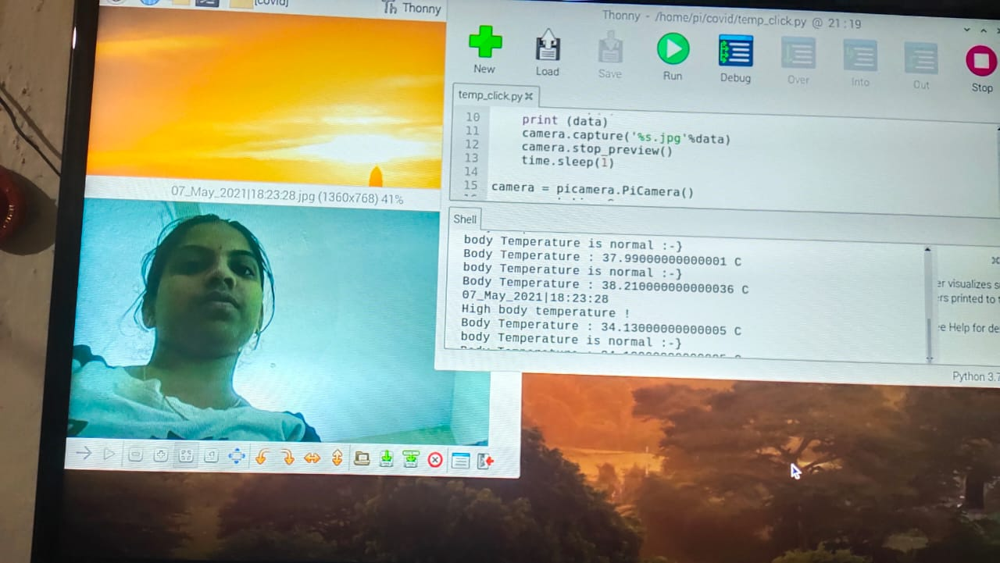 [covid]
Thonny
Thonny - /home/pi/covid/temp_click.py @ 21:19
New
Load
Save
Run
Debug
Over
Into
Out
Stop
temp_click.py
10 print (data)
11 camera.capture('%s.jpg'%data)
12 camera.stop_preview()
13 time.sleep(1)
14
15 camera = picamera.PiCamera()
07_May_2021|18:23:28.jpg (1360x768) 41%
Shell
body Temperature is normal :-}
Body Temperature : 37.99000000000001 C
body Temperature is normal :-}
Body Temperature : 38.210000000000036 C
07_May_2021|18:23:28
High body temperature !
Body Temperature : 34.13000000000005 C
body Temperature is normal :-}
er visualizes s
rs printed to
e Help for de
Python 3.7